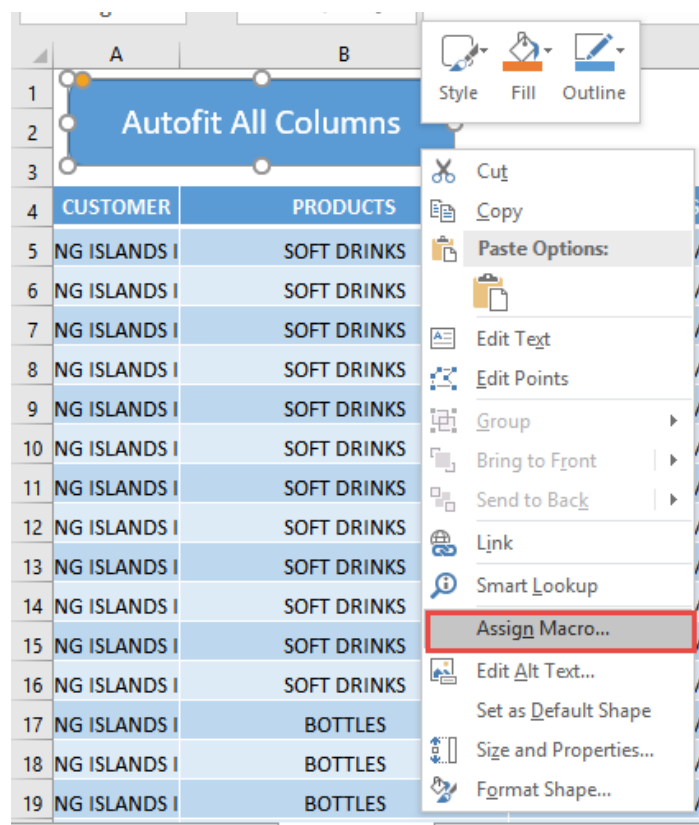 A B
Style Fill Outline
1
2 Autofit All Columns
3
4 CUSTOMER PRODUCTS
5 NG ISLANDS I SOFT DRINKS
6 NG ISLANDS I SOFT DRINKS
7 NG ISLANDS I SOFT DRINKS
8 NG ISLANDS I SOFT DRINKS
9 NG ISLANDS I SOFT DRINKS
10 NG ISLANDS I SOFT DRINKS
11 NG ISLANDS I SOFT DRINKS
12 NG ISLANDS I SOFT DRINKS
13 NG ISLANDS I SOFT DRINKS
14 NG ISLANDS I SOFT DRINKS
15 NG ISLANDS I SOFT DRINKS
16 NG ISLANDS I SOFT DRINKS
17 NG ISLANDS I BOTTLES
18 NG ISLANDS I BOTTLES
19 NG ISLANDS I BOTTLES
Cut
Copy
Paste Options:
Edit Text
Edit Points
Group
Bring to Front
Send to Back
Link
Smart Lookup
Assign Macro...
Edit Alt Text...
Set as Default Shape
Size and Properties...
Format Shape...